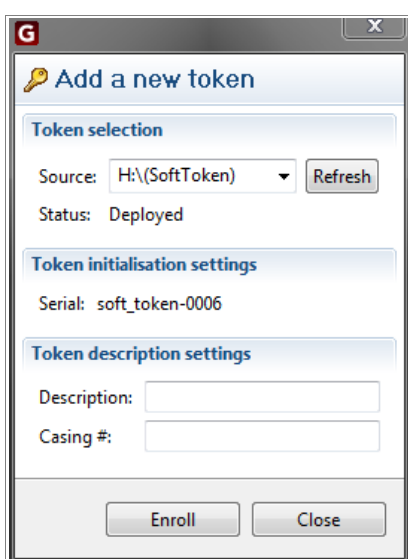 G
Add a new token
Token selection
Source: H:\(SoftToken) Refresh
Status: Deployed
Token initialisation settings
Serial: soft_token-0006
Token description settings
Description:
Casing #:
Enroll Close